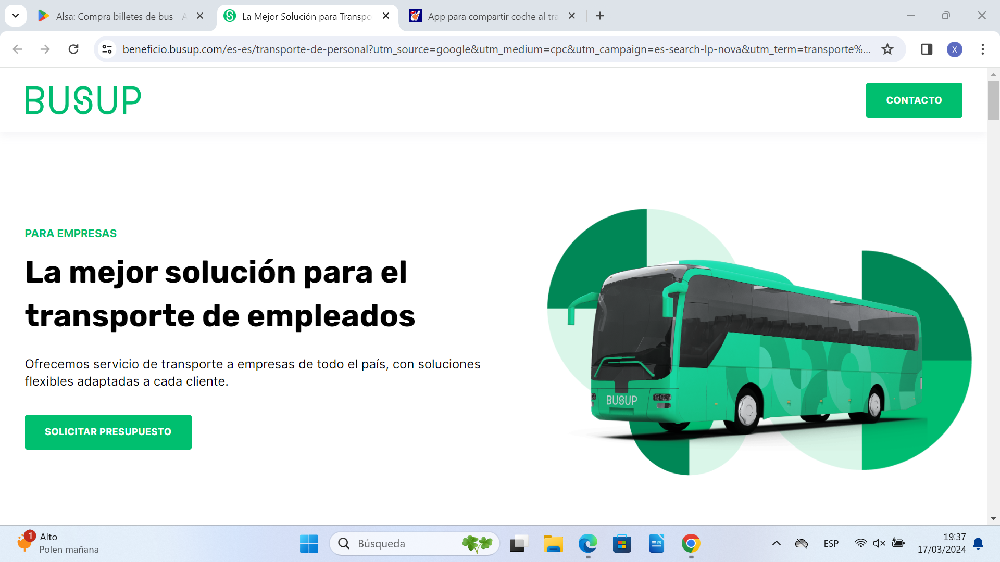 Alsa: Compra billetes de bus - A
La Mejor Solución para Transpo
App para compartir coche al tra
beneficio.busup.com/es-es/transporte-de-personal?utm_source=google&utm_medium=cpc&utm_campaign=es-search-lp-nova&utm_term=transporte%...
X
BUSUP
CONTACTO
PARA EMPRESAS
La mejor solución para el
transporte de empleados
Ofrecemos servicio de transporte a empresas de todo el país, con soluciones
flexibles adaptadas a cada cliente.
SOLICITAR PRESUPUESTO
BUSUP
1
Alto
Polen mañana
Búsqueda
ESP
19:37
17/03/2024